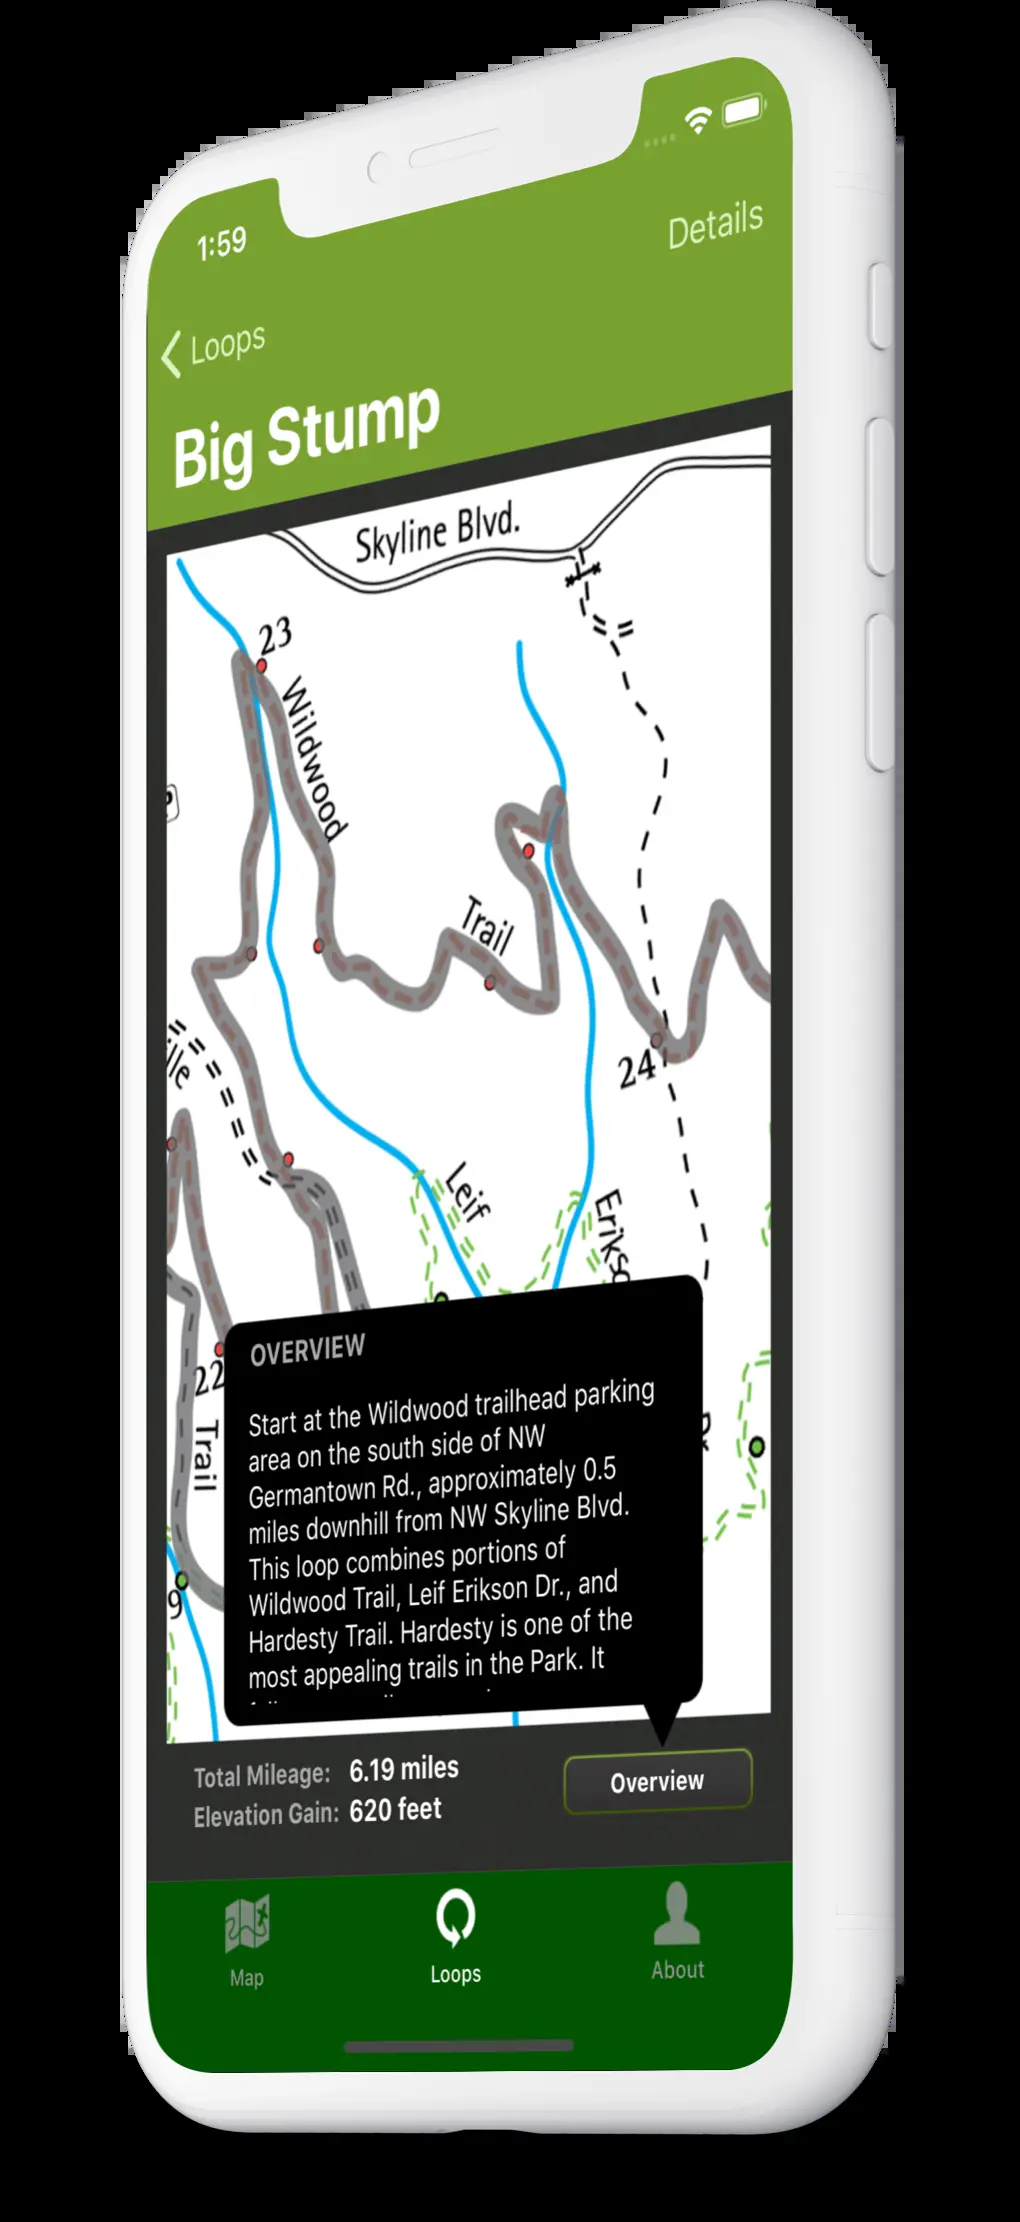 1:59
Details
Loops
Big Stump
Skyline Blvd.
23
Wildwood
Trail
24
Leif
22
Trail
9
OVERVIEW
Start at the Wildwood trailhead parking
area on the south side of NW
Germantown Rd., approximately 0.5
miles downhill from NW Skyline Blvd.
This loop combines portions of
Wildwood Trail, Leif Erikson Dr., and
Hardesty Trail. Hardesty is one of the
most appealing trails in the Park. It
Total Mileage: 6.19 miles
Elevation Gain: 620 feet
Overview
Map
Loops
About